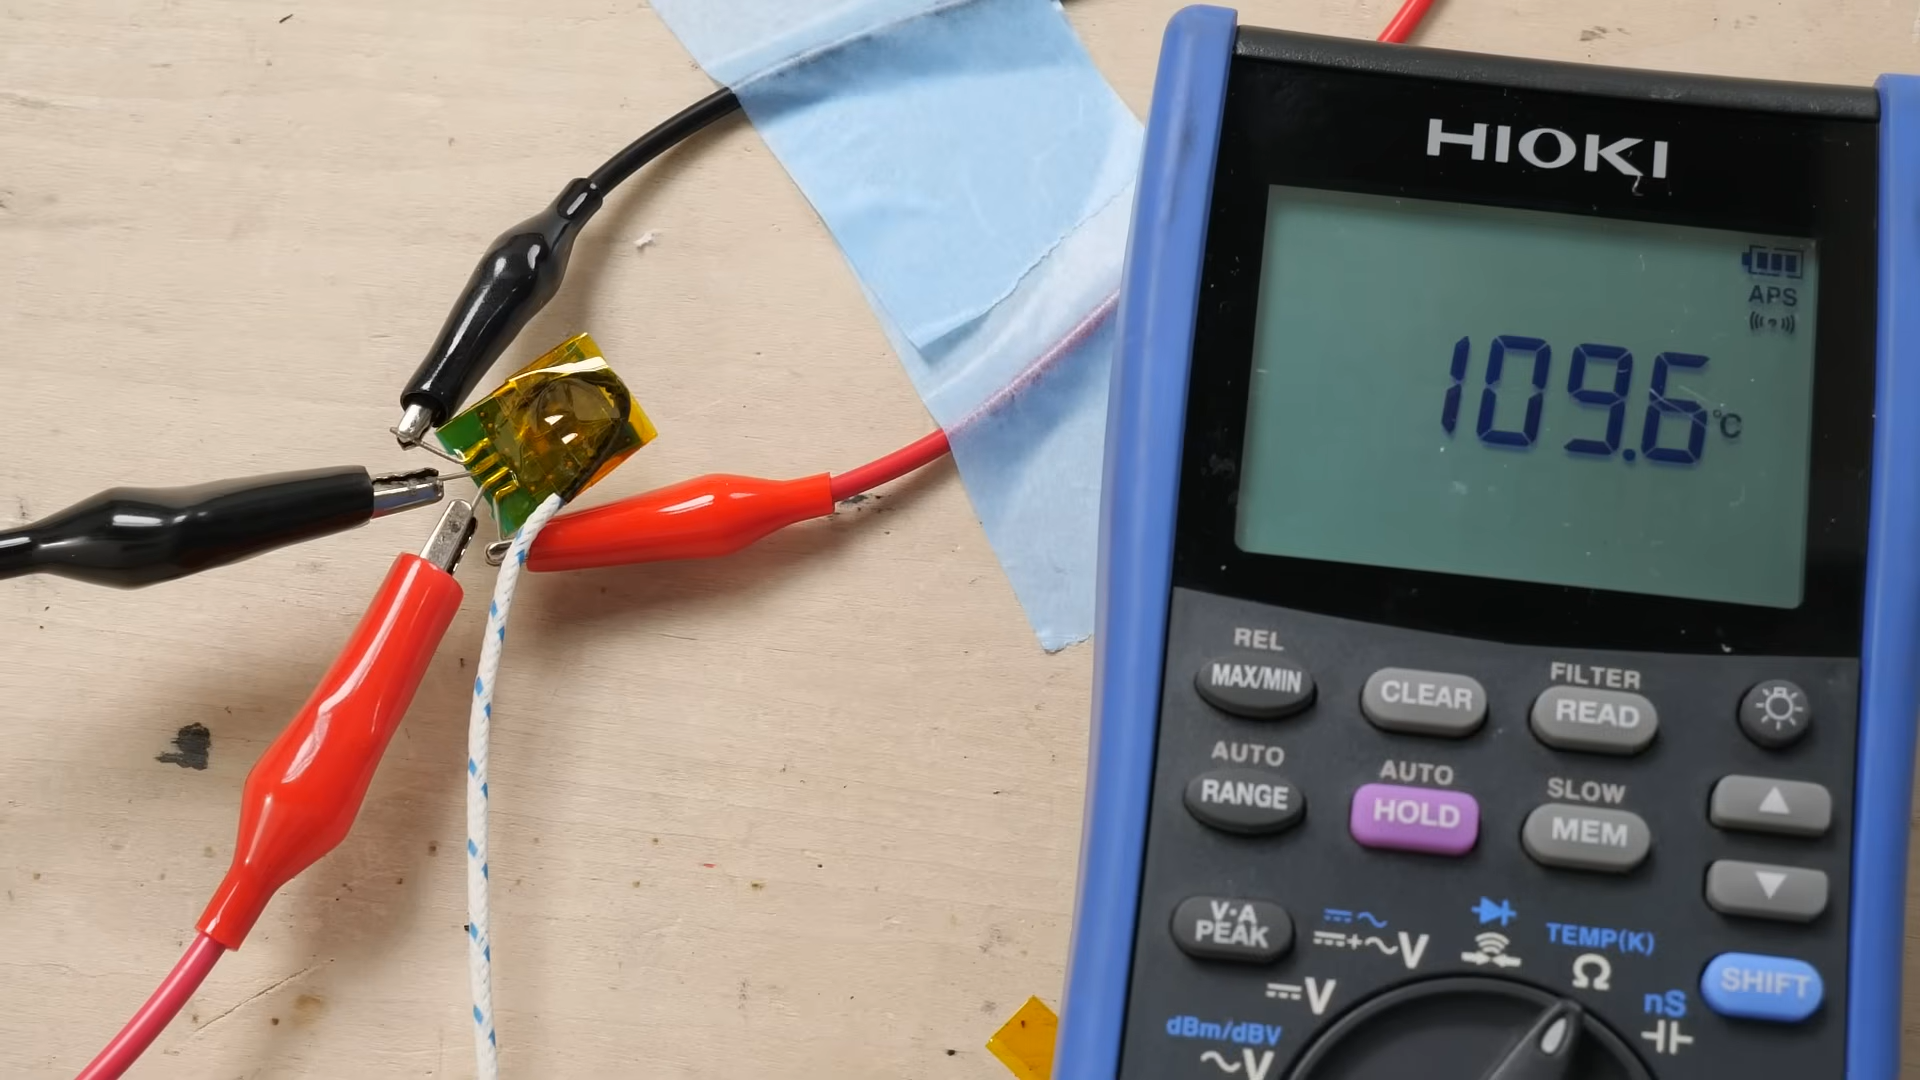 HIOKI
APS
109.6°C
REL
MAX/MIN
CLEAR
FILTER
READ
AUTO
RANGE
AUTO
HOLD
SLOW
MEM
V·A
PEAK
V
TEMP(K)
Ω
V
nS
SHIFT
dBm/dBV
~V